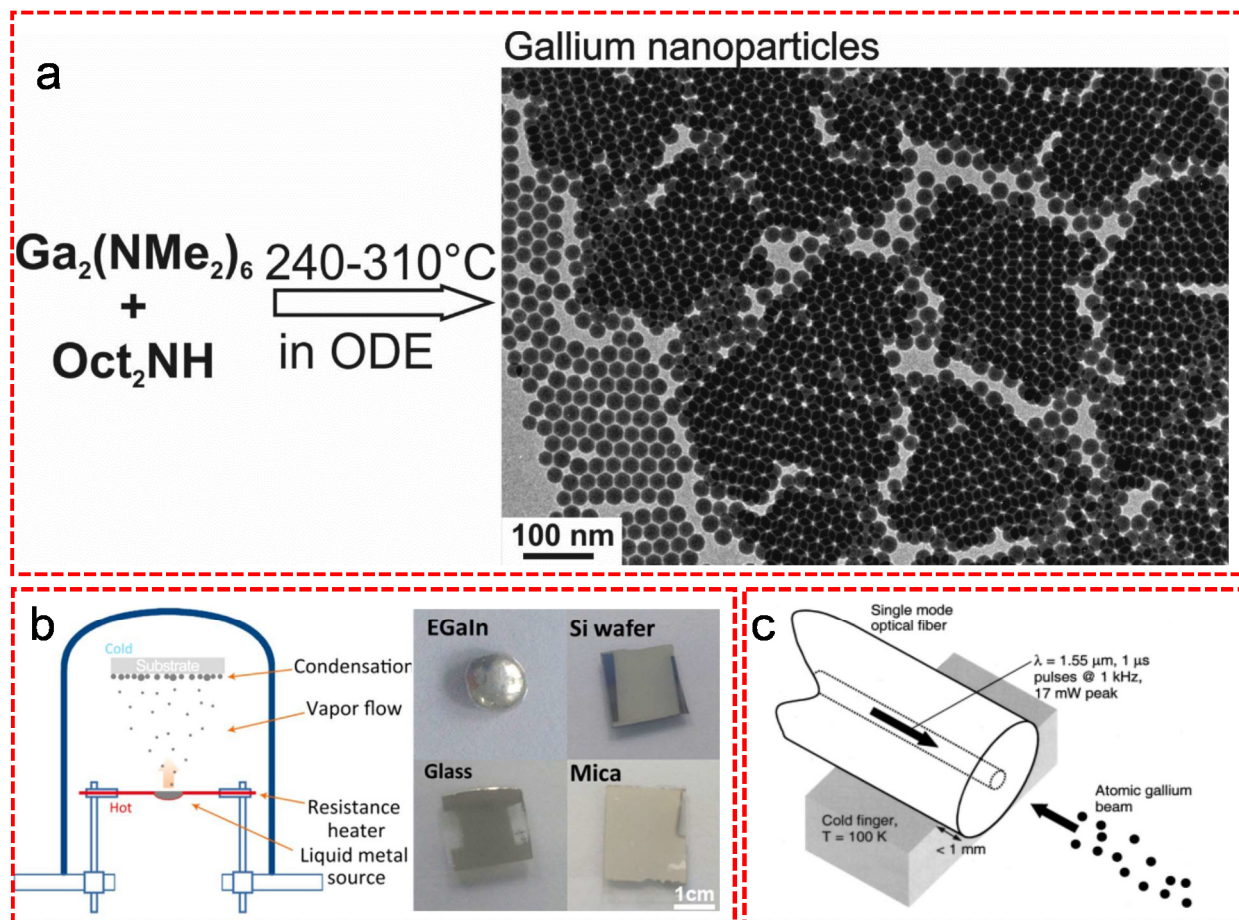 a
Gallium nanoparticles
Ga₂(NMe₂)₆
+
Oct₂NH
240-310°C
in ODE
100 nm
b
Cold
Substrate
Condensation
Vapor flow
Hot
Resistance
heater
Liquid metal
source
EGaIn
Si wafer
Glass
Mica
1cm
c
Single mode
optical fiber
λ = 1.55 μm, 1 μs
pulses @ 1 kHz,
17 mW peak
Atomic gallium
beam
Cold finger,
T = 100 K
< 1 mm